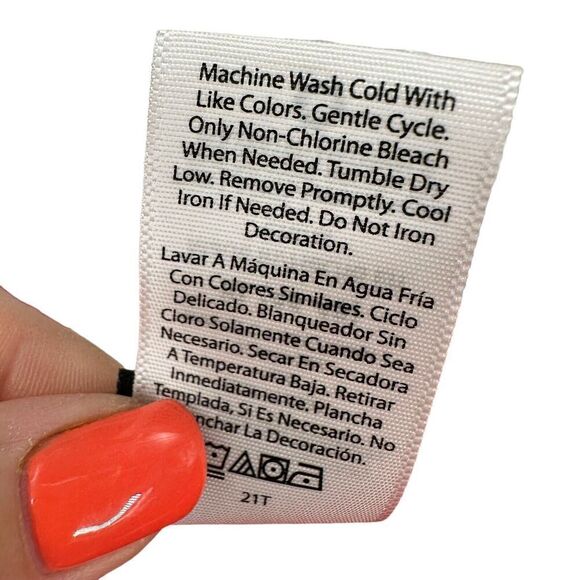 Machine Wash Cold With
Like Colors. Gentle Cycle.
Only Non-Chlorine Bleach
When Needed. Tumble Dry
Low. Remove Promptly. Cool
Iron If Needed. Do Not Iron
Decoration.
Lavar A Máquina En Agua Fría
Con Colores Similares. Ciclo
Delicado. Blanqueador Sin
Cloro Solamente Cuando Sea
Necesario. Secar En Secadora
A Temperatura Baja. Retirar
Inmediatamente. Plancha
Templada, Si Es Necesario. No
La Decoración.
21T